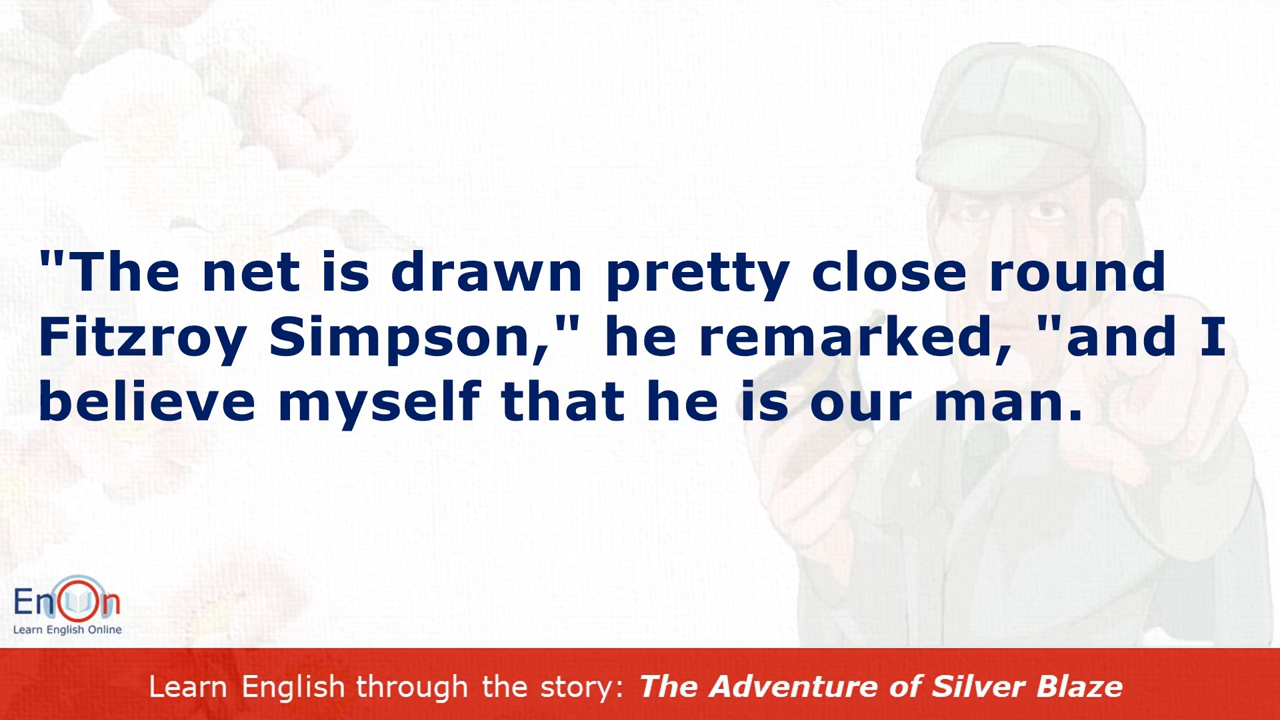 "The net is drawn pretty close round
Fitzroy Simpson," he remarked, "and I
believe myself that he is our man.
EnOn
Learn English Online
Learn English through the story: The Adventure of Silver Blaze